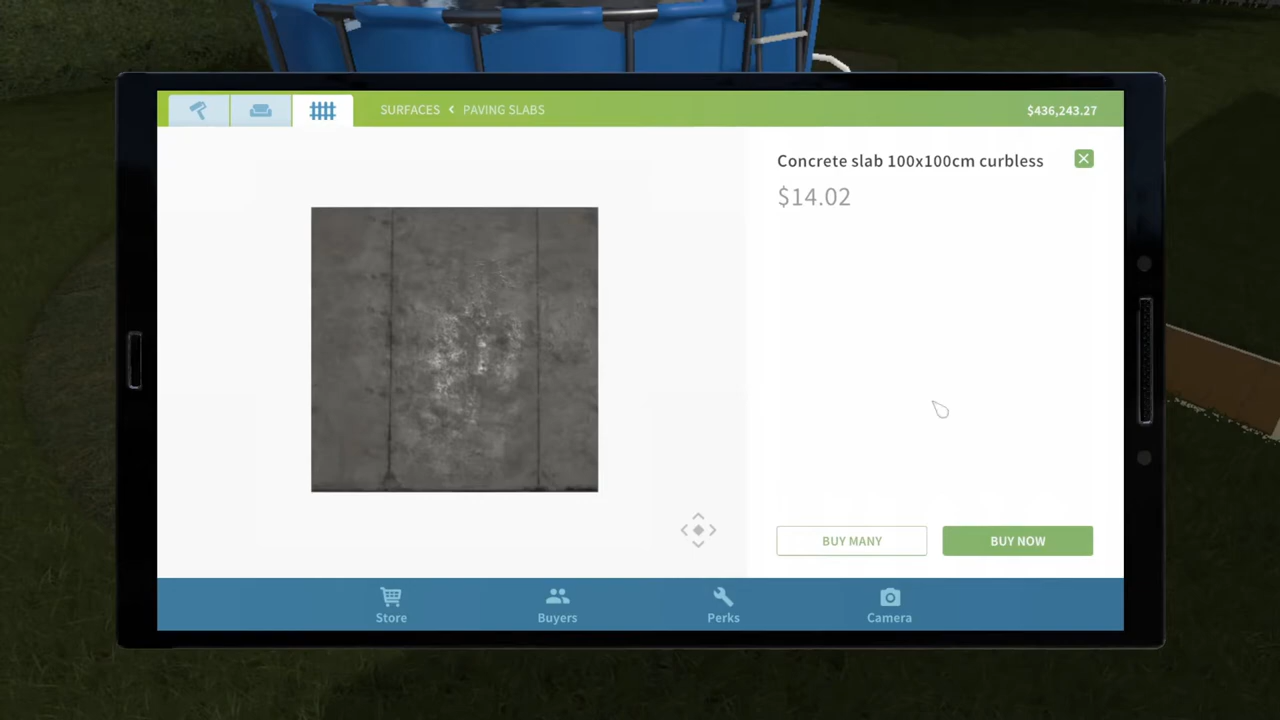 SURFACES < PAVING SLABS
$436,243.27
Concrete slab 100x100cm curbless
$14.02
BUY MANY
BUY NOW
Store
Buyers
Perks
Camera